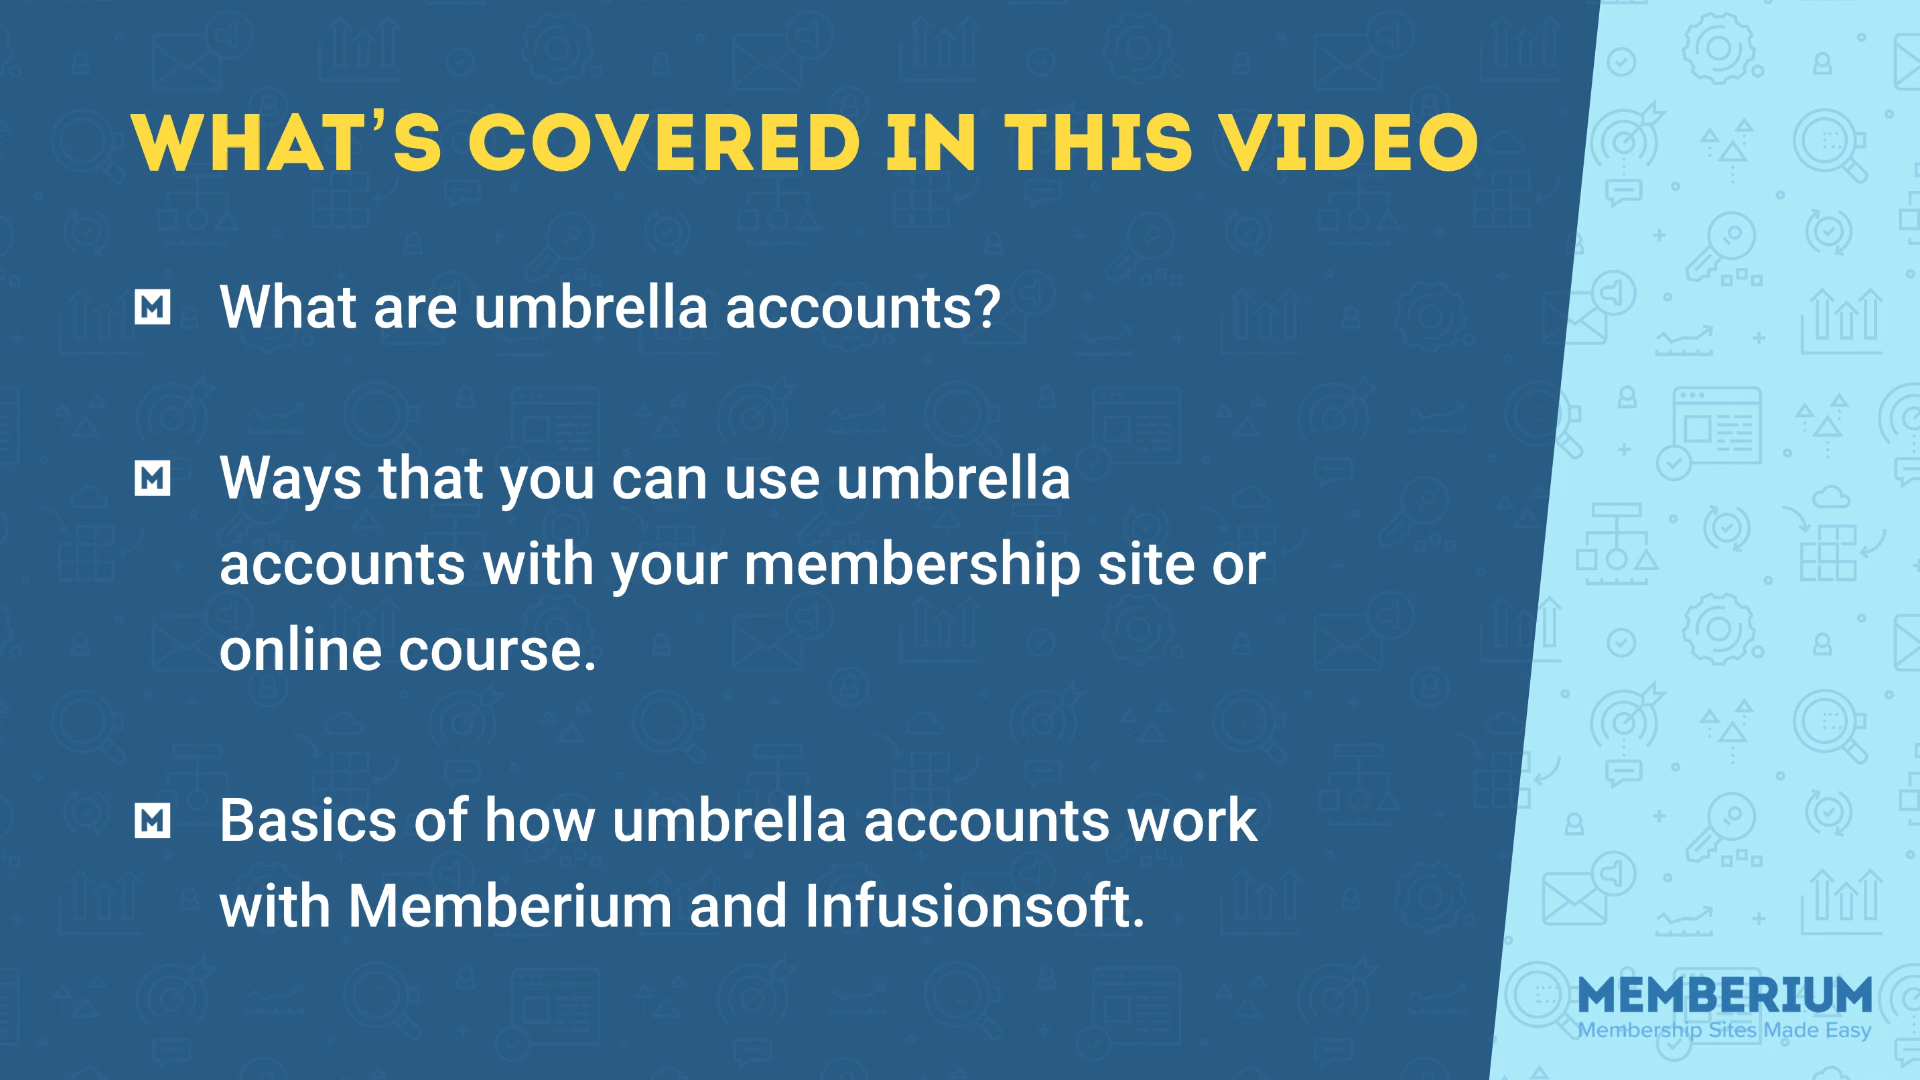 WHAT'S COVERED IN THIS VIDEO
What are umbrella accounts?
Ways that you can use umbrella
accounts with your membership site or
online course.
Basics of how umbrella accounts work
with Memberium and Infusionsoft.
MEMBERIUM
Membership Sites Made Easy